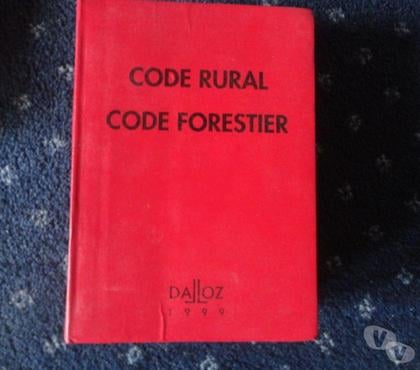 CODE RURAL
CODE FORESTIER
DALLOZ
1999